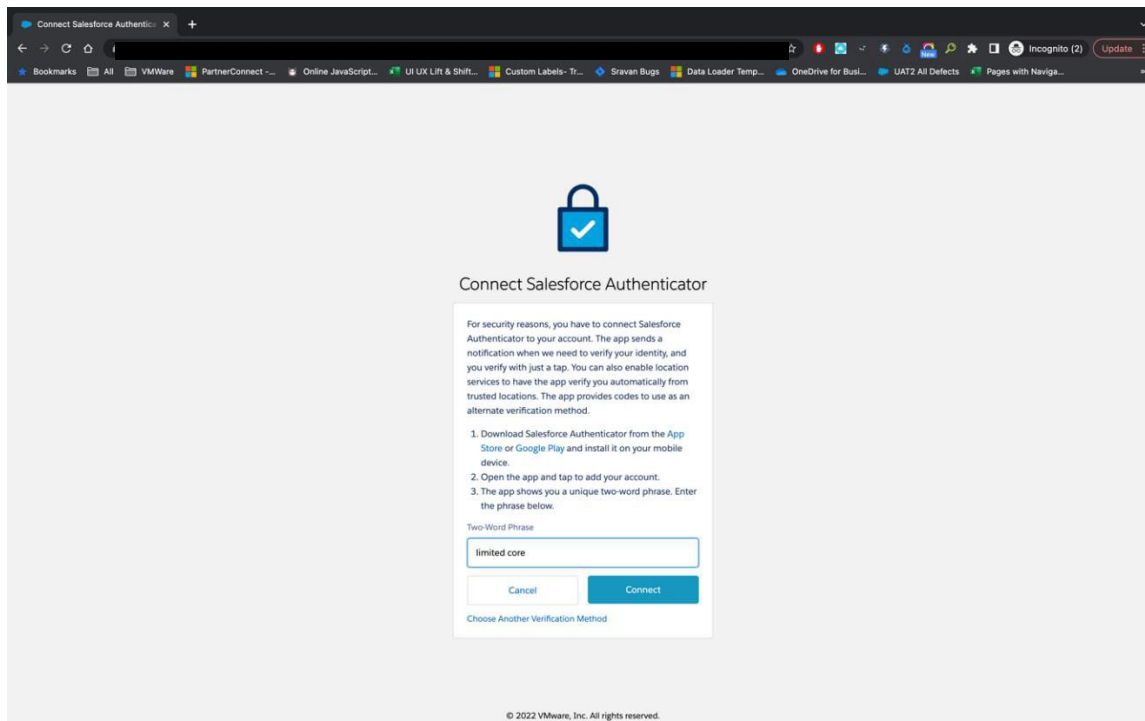 Connect Salesforce Authentic
Incognito (2) Update
Bookmarks All VMWare PartnerConnect -... Online JavaScript... UI UX Lift & Shift... Custom Labels- Tr... Sravan Bugs Data Loader Temp... OneDrive for Busi... UAT2 All Defects Pages with Naviga... »
Connect Salesforce Authenticator
For security reasons, you have to connect Salesforce
Authenticator to your account. The app sends a
notification when we need to verify your identity, and
you verify with just a tap. You can also enable location
services to have the app verify you automatically from
trusted locations. The app provides codes to use as an
alternate verification method.
1. Download Salesforce Authenticator from the App
Store or Google Play and install it on your mobile
device.
2. Open the app and tap to add your account.
3. The app shows you a unique two-word phrase. Enter
the phrase below.
Two-Word Phrase
limited core
Cancel Connect
Choose Another Verification Method
© 2022 VMware, Inc. All rights reserved.